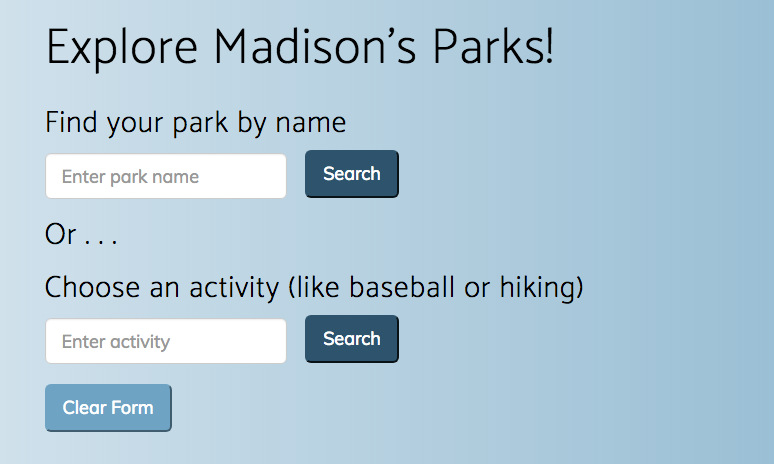 Explore Madison’s Parks!
Find your park by name
Enter park name
Search
Or . . .
Choose an activity (like baseball or hiking)
Enter activity
Search
Clear Form